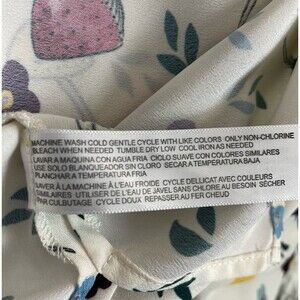 MACHINE WASH COLD GENTLE CYCLE WITH LIKE COLORS ONLY NON-CHLORINE
BLEACH WHEN NEEDED TUMBLE DRY LOW COOL IRON AS NEEDED
LAVAR A MAQUINA CON AGUA FRIA CICLO SUAVE CON COLORES SIMILARES
USE SOLO BLANQUEADOR SIN CLORO SECAR A TEMPERATURA BAJA
PLANCHAR A TEMPERATURA FRIA
LAVER À LA MACHINE À L'EAU FROIDE CYCLE DELICAT AVEC COULEURS
SIMILAIRES UTILISER DE L'EAU DE JAVEL SANS CHLORE AU BESOIN SÉCHER
PAR CULBUTAGE CYCLE DOUX REPASSER AU FER CHEUD